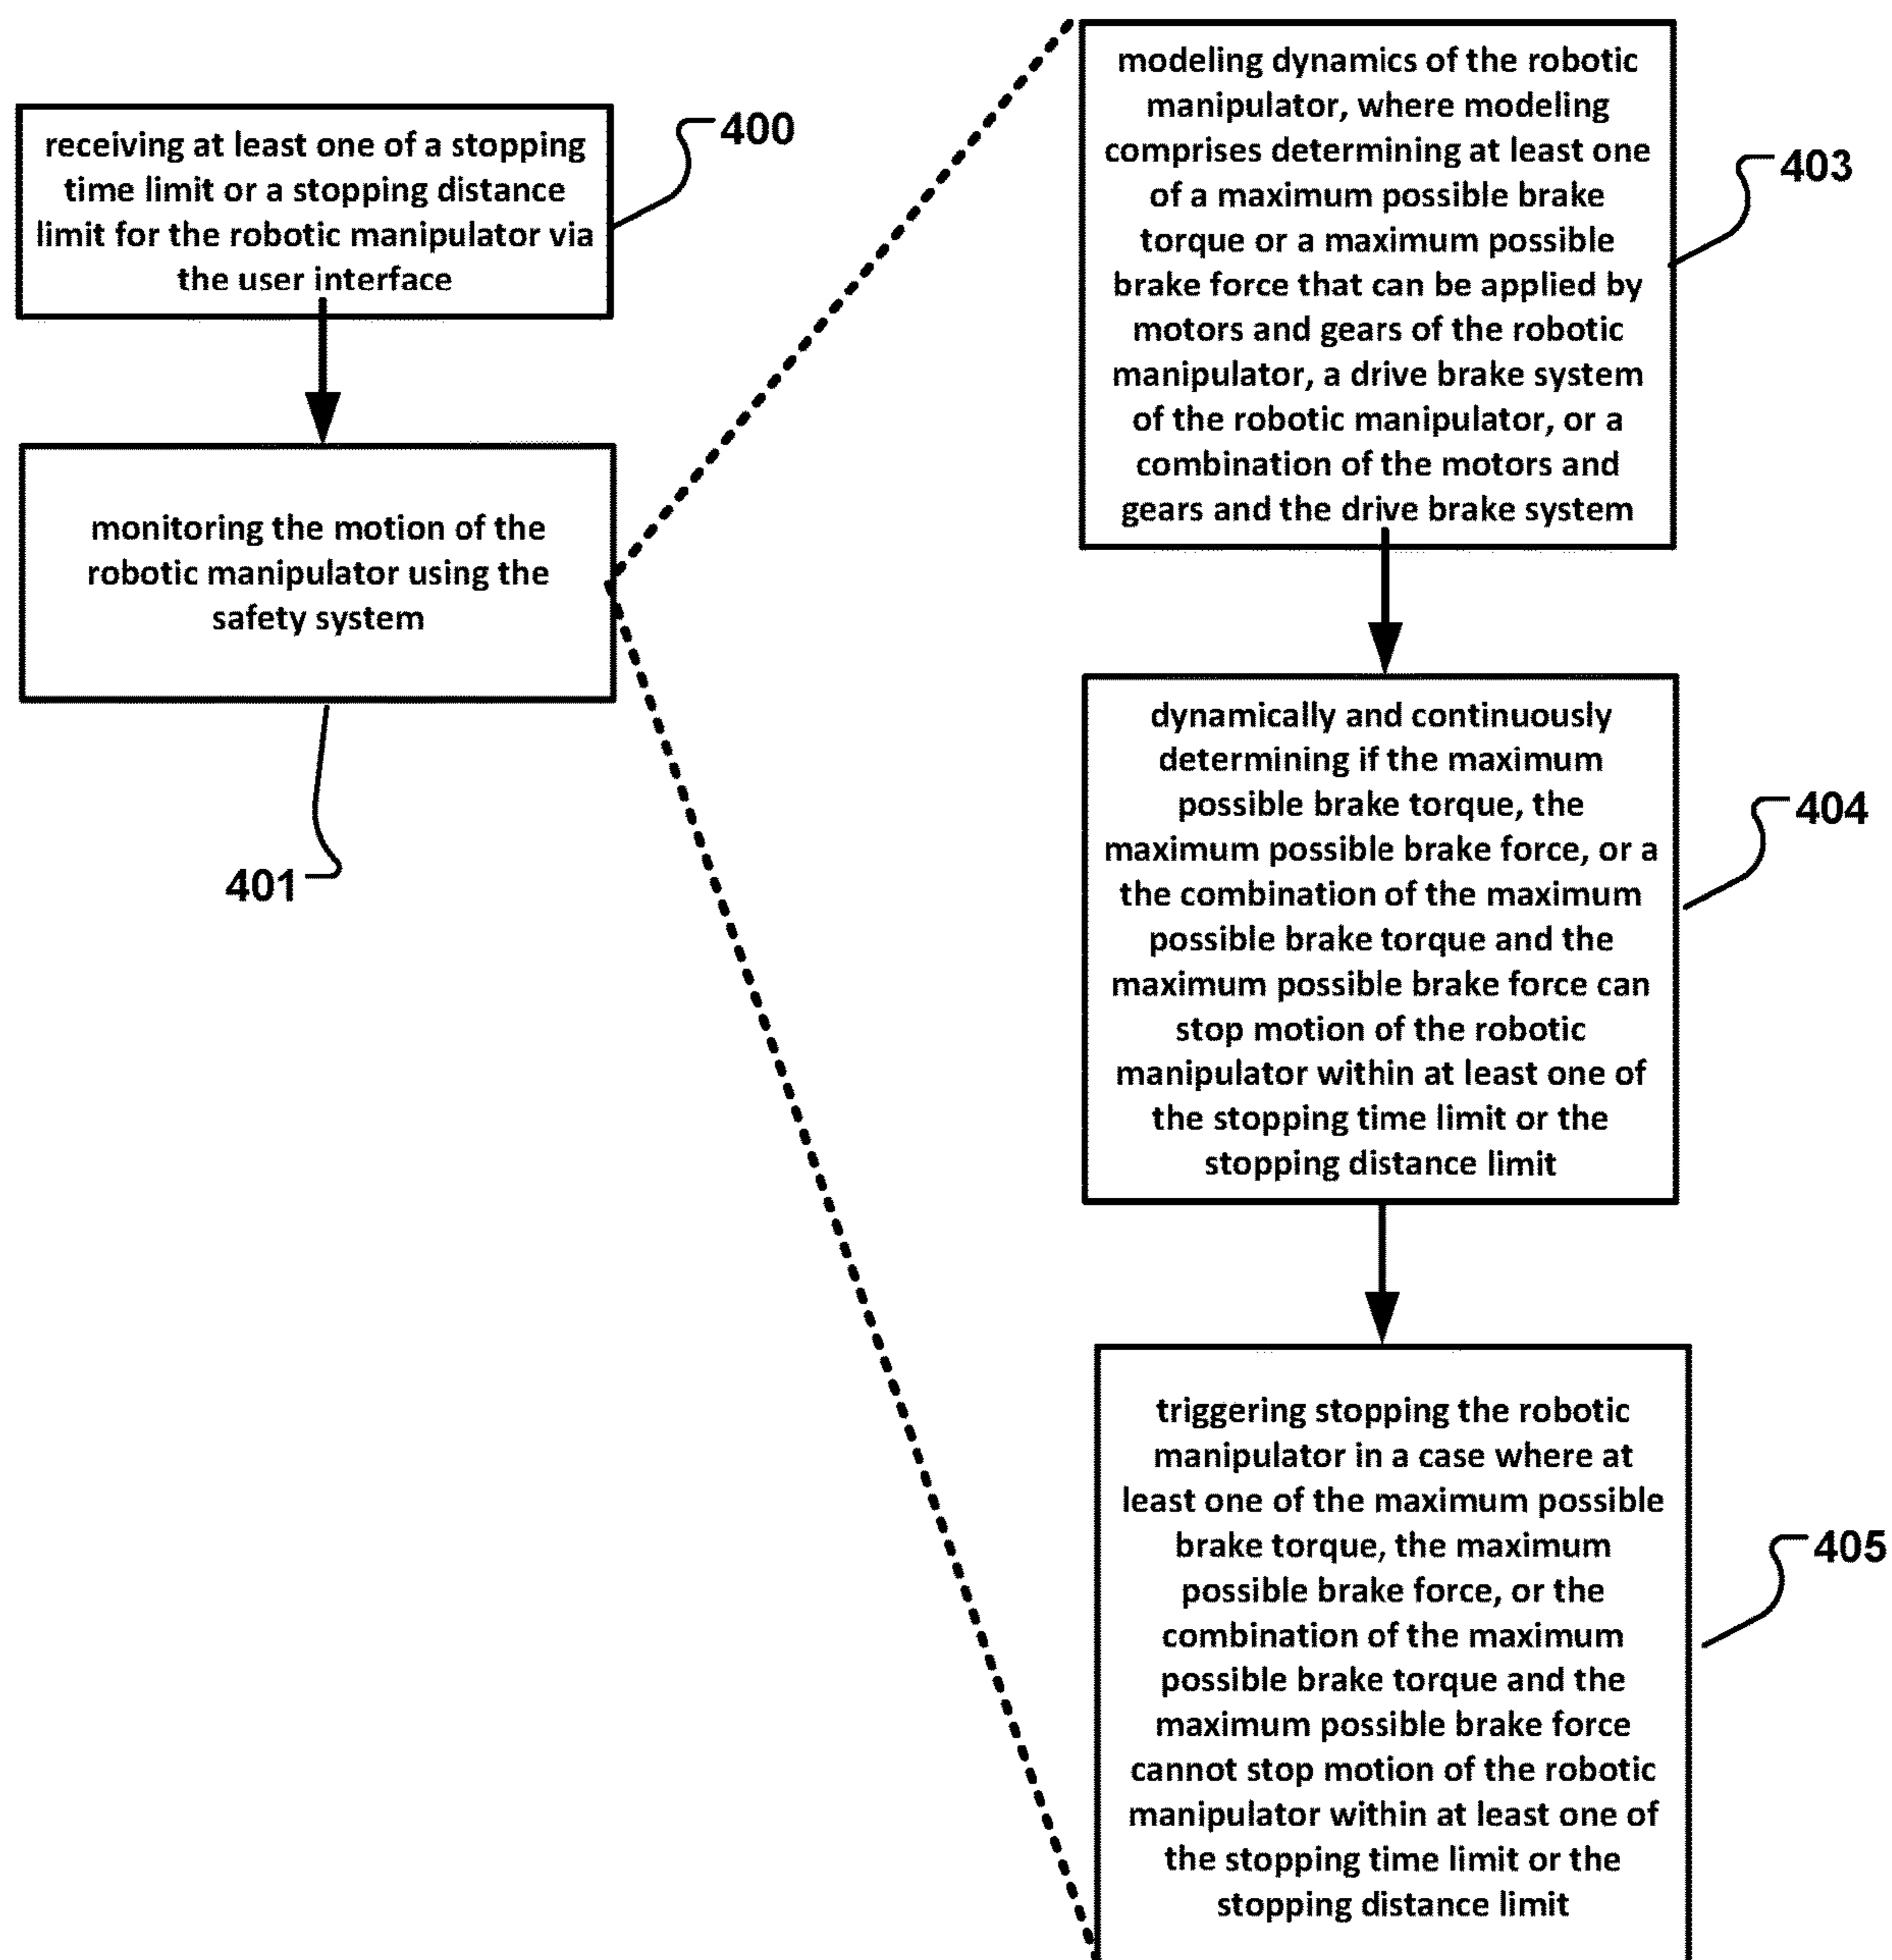 receiving at least one of a stopping
time limit or a stopping distance
limit for the robotic manipulator via
the user interface
400
monitoring the motion of the
robotic manipulator using the
safety system
401
modeling dynamics of the robotic
manipulator, where modeling
comprises determining at least one
of a maximum possible brake
torque or a maximum possible
brake force that can be applied by
motors and gears of the robotic
manipulator, a drive brake system
of the robotic manipulator, or a
combination of the motors and
gears and the drive brake system
403
dynamically and continuously
determining if the maximum
possible brake torque, the
maximum possible brake force, or a
the combination of the maximum
possible brake torque and the
maximum possible brake force can
stop motion of the robotic
manipulator within at least one of
the stopping time limit or the
stopping distance limit
404
triggering stopping the robotic
manipulator in a case where at
least one of the maximum possible
brake torque, the maximum
possible brake force, or the
combination of the maximum
possible brake torque and the
maximum possible brake force
cannot stop motion of the robotic
manipulator within at least one of
the stopping time limit or the
stopping distance limit
405